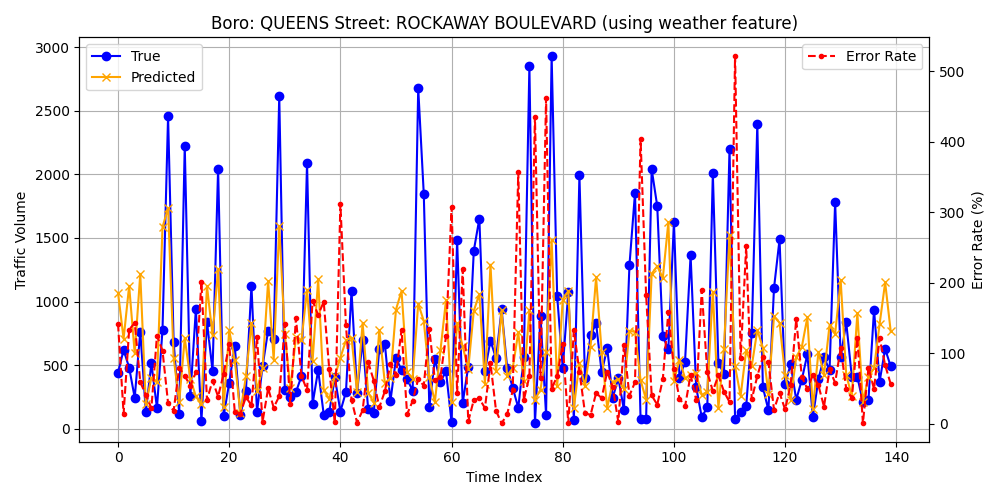 Boro: QUEENS Street: ROCKAWAY BOULEVARD (using weather feature)
True
Predicted
Error Rate
3000
2500
2000
1500
1000
500
0
Traffic Volume
500
400
300
200
100
0
Error Rate (%)
0 20 40 60 80 100 120 140
Time Index